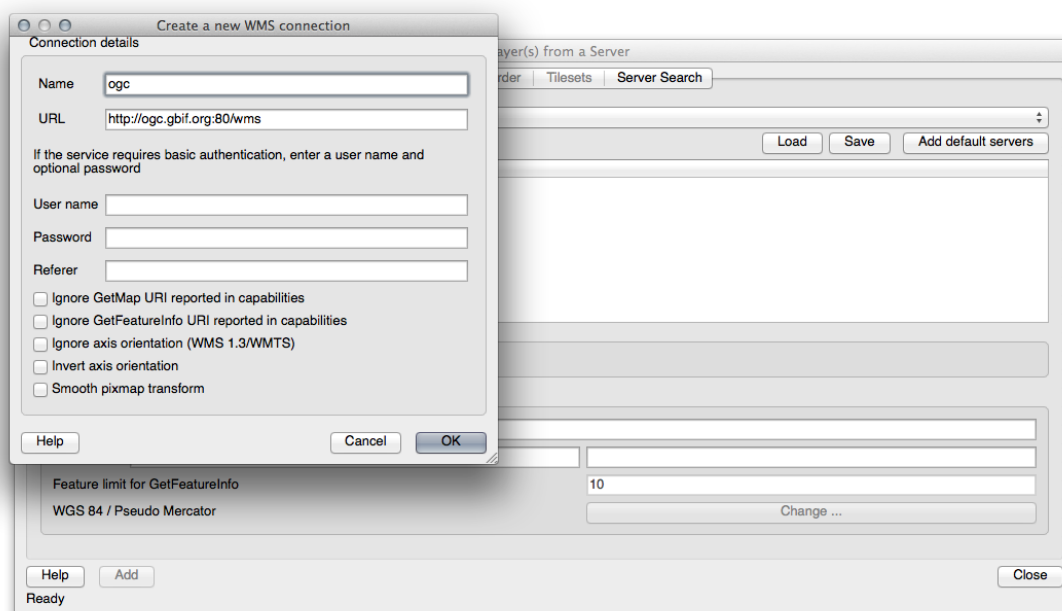 Create a new WMS connection
Connection details
Name ogc
URL http://ogc.gbif.org:80/wms
If the service requires basic authentication, enter a user name and
optional password
User name
Password
Referer
Ignore GetMap URI reported in capabilities
Ignore GetFeatureInfo URI reported in capabilities
Ignore axis orientation (WMS 1.3/WMTS)
Invert axis orientation
Smooth pixmap transform
Help Cancel OK
ayer(s) from a Server
rder Tilesets Server Search
Load Save Add default servers
Feature limit for GetFeatureInfo 10
WGS 84 / Pseudo Mercator Change ...
Help Add Close
Ready